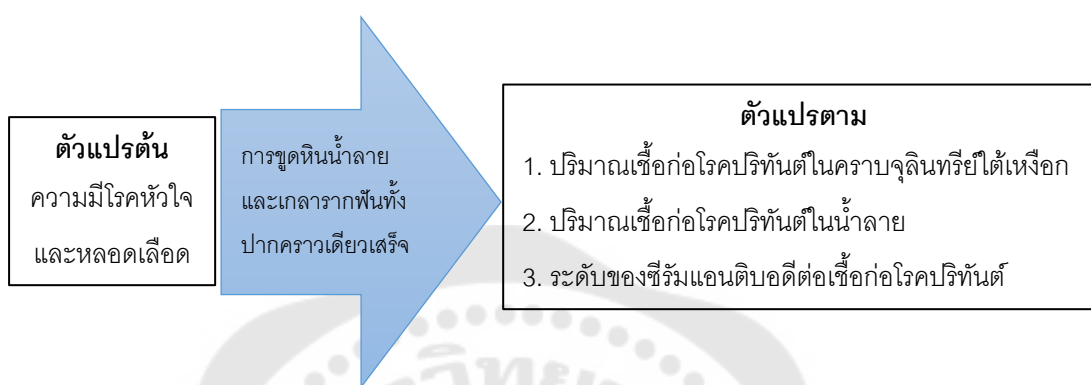 ตัวแปรต้น
ความมีโรคหัวใจ
และหลอดเลือด
การขูดหินน้ำลาย
และเกลารากฟันทั้ง
ปากคราวเดียวเสร็จ
ตัวแปรตาม
1. ปริมาณเชื้อก่อโรคปริทันต์ในคราบจุลินทรีย์ใต้เหงือก
2. ปริมาณเชื้อก่อโรคปริทันต์ในน้ำลาย
3. ระดับของซีรัมแอนติบอดีต่อเชื้อก่อโรคปริทันต์